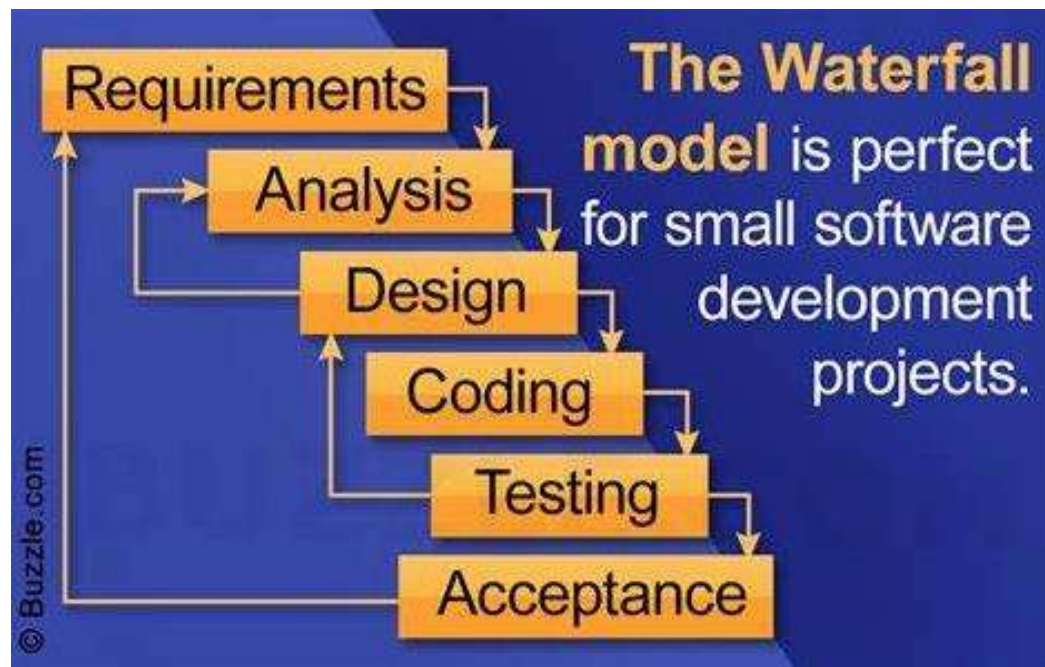 Requirements
Analysis
Design
Coding
Testing
Acceptance
The Waterfall
model is perfect
for small software
development
projects.
© Buzzle.com